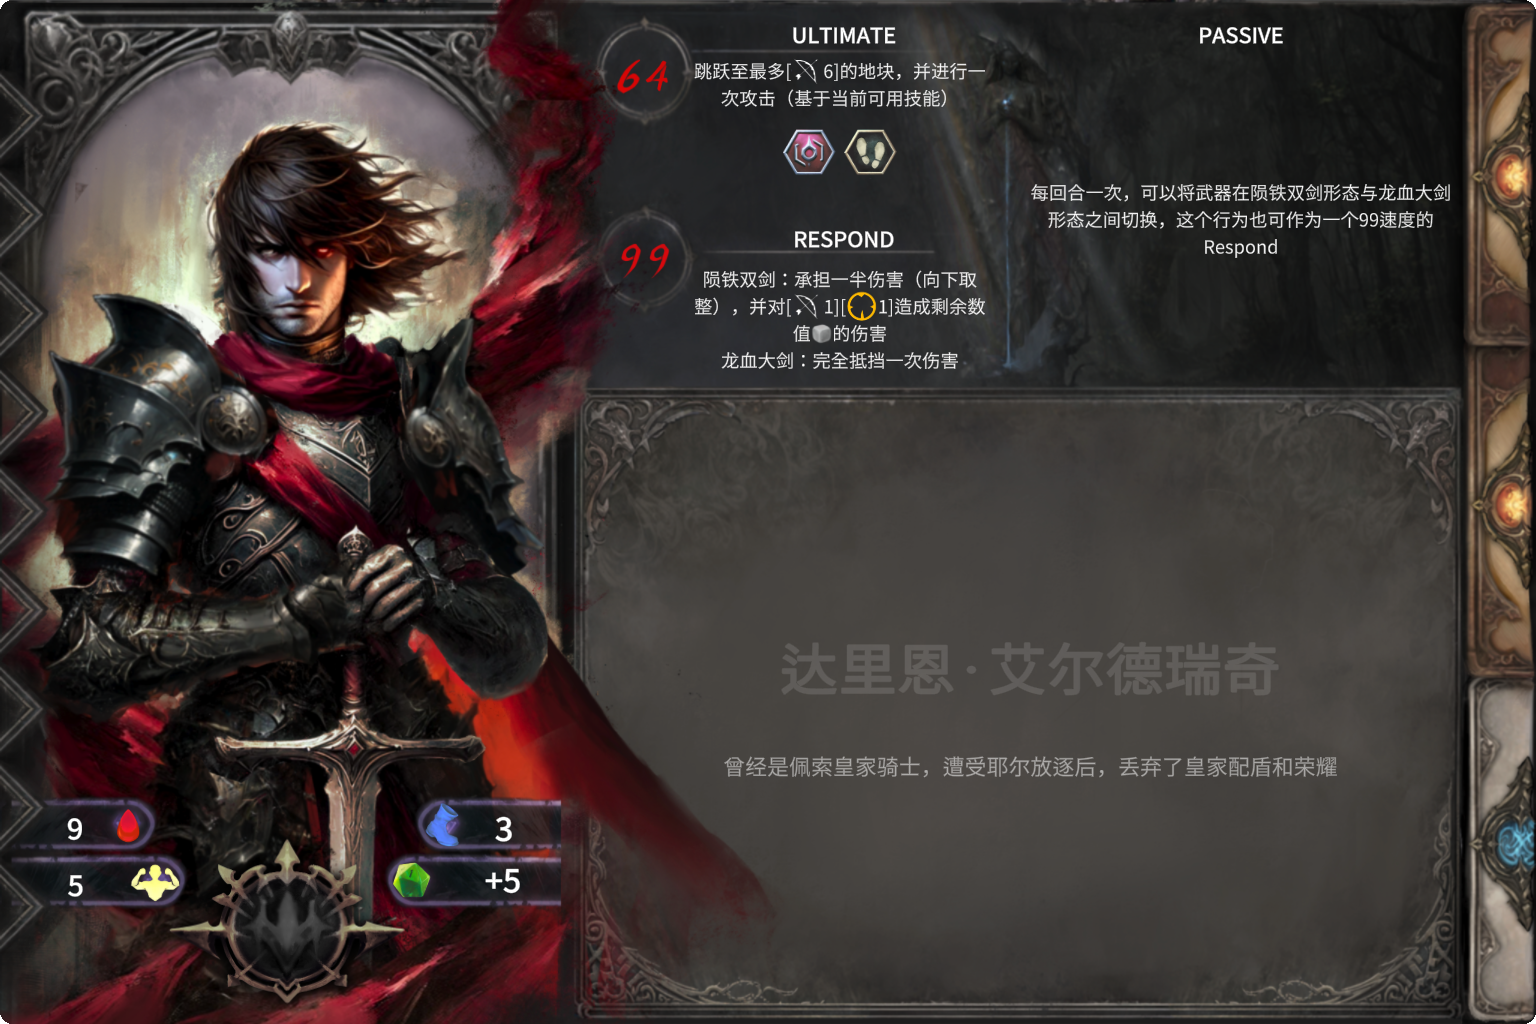 64
ULTIMATE
跳跃至最多[ 6]的地块，并进行一
次攻击（基于当前可用技能）
PASSIVE
每回合一次，可以将武器在陨铁双剑形态与龙血大剑
形态之间切换，这个行为也可作为一个99速度的
Respond
99
RESPOND
陨铁双剑：承担一半伤害（向下取
整），并对[ 1][ 1]造成剩余数
值 的伤害
龙血大剑：完全抵挡一次伤害
达里恩·艾尔德瑞奇
曾经是佩索皇家骑士，遭受耶尔放逐后，丢弃了皇家配盾和荣耀
9
3
5
+5